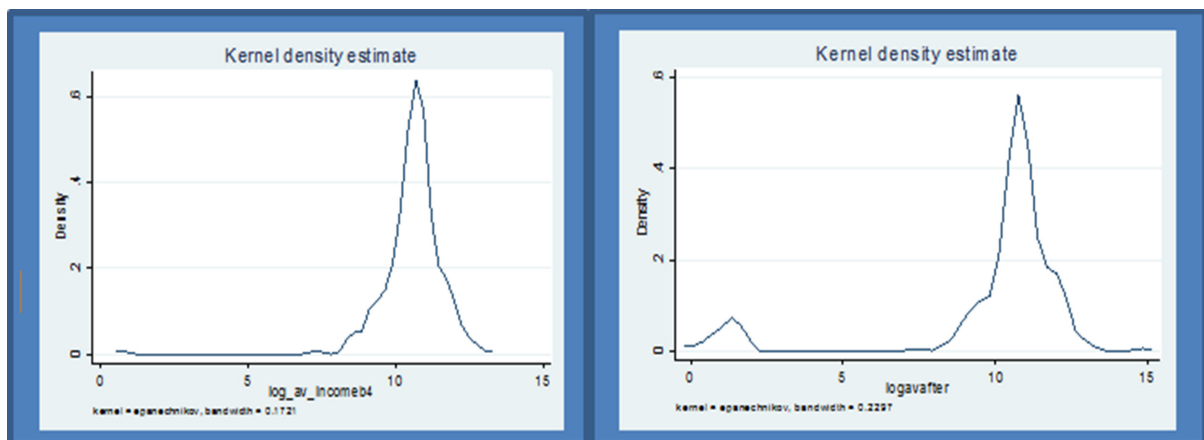 Kernel density estimate
Density
.6
.4
.2
0
0 5 10 15
log_av_incomeb4
kernel = epanechnikov, bandwidth = 0.1721
Kernel density estimate
Density
.6
.4
.2
0
0 5 10 15
logavafter
kernel = epanechnikov, bandwidth = 0.2297